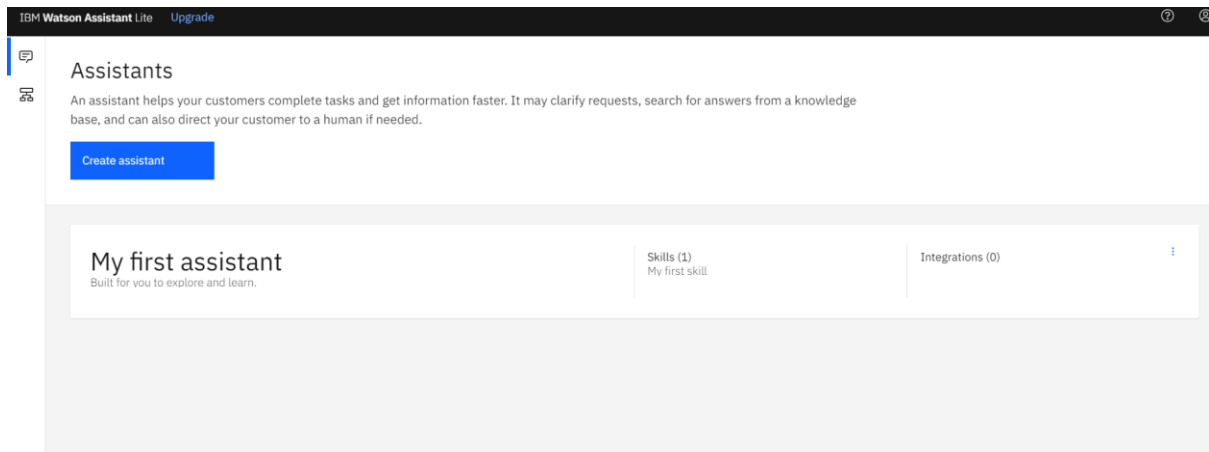 IBM Watson Assistant Lite Upgrade
Assistants
An assistant helps your customers complete tasks and get information faster. It may clarify requests, search for answers from a knowledge
base, and can also direct your customer to a human if needed.
Create assistant
My first assistant
Built for you to explore and learn.
Skills (1)
My first skill
Integrations (0)